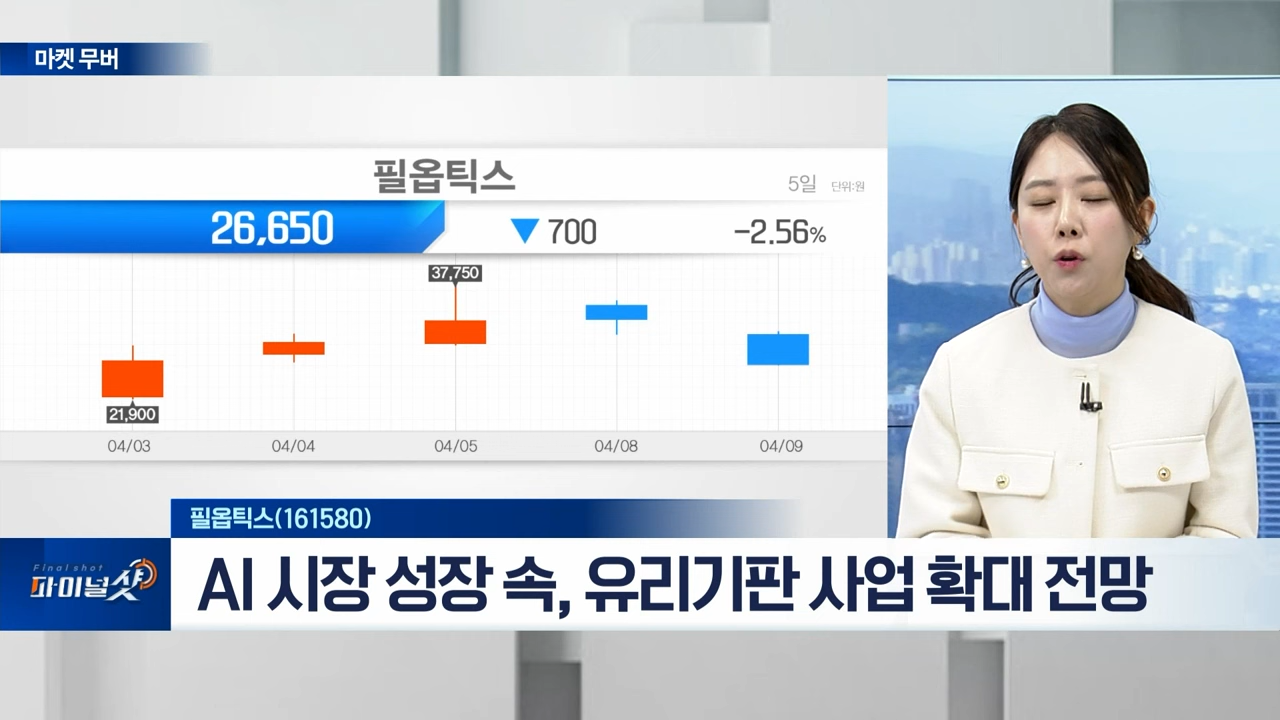 마켓 무버
필옵틱스
5일 단위:원
26,650 ▼ 700 -2.56%
37,750
21,900
04/03 04/04 04/05 04/08 04/09
필옵틱스(161580)
Final shot
파이널샷
AI 시장 성장 속, 유리기판 사업 확대 전망